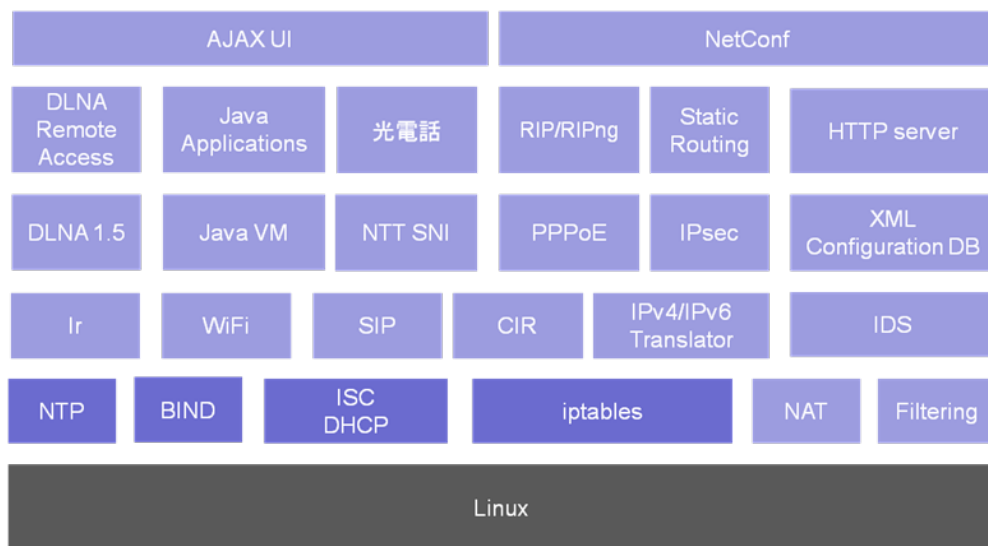 AJAX UI
NetConf
DLNA
Remote
Access
Java
Applications
光電話
RIP/RIPng
Static
Routing
HTTP server
DLNA 1.5
Java VM
NTT SNI
PPPoE
IPsec
XML
Configuration DB
Ir
WiFi
SIP
CIR
IPv4/IPv6
Translator
IDS
NTP
BIND
ISC
DHCP
iptables
NAT
Filtering
Linux